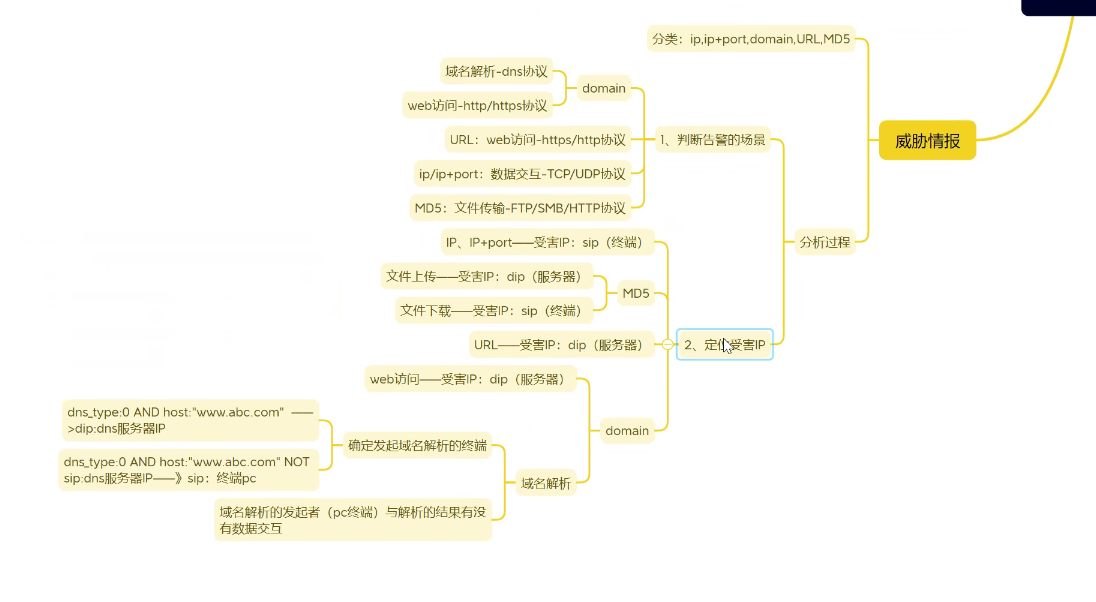 威胁情报
分类：ip,ip+port,domain,URL,MD5
分析过程
1、判断告警的场景
domain
域名解析-dns协议
web访问-http/https协议
URL：web访问-https/http协议
ip/ip+port：数据交互-TCP/UDP协议
MD5：文件传输-FTP/SMB/HTTP协议
2、定位受害IP
IP、IP+port——受害IP：sip（终端）
MD5
文件上传——受害IP：dip（服务器）
文件下载——受害IP：sip（终端）
URL——受害IP：dip（服务器）
domain
web访问——受害IP：dip（服务器）
域名解析
确定发起域名解析的终端
dns_type:0 AND host:"www.abc.com" ——
>dip:dns服务器IP
dns_type:0 AND host:"www.abc.com" NOT
sip:dns服务器IP——》sip：终端pc
域名解析的发起者（pc终端）与解析的结果有没
有数据交互